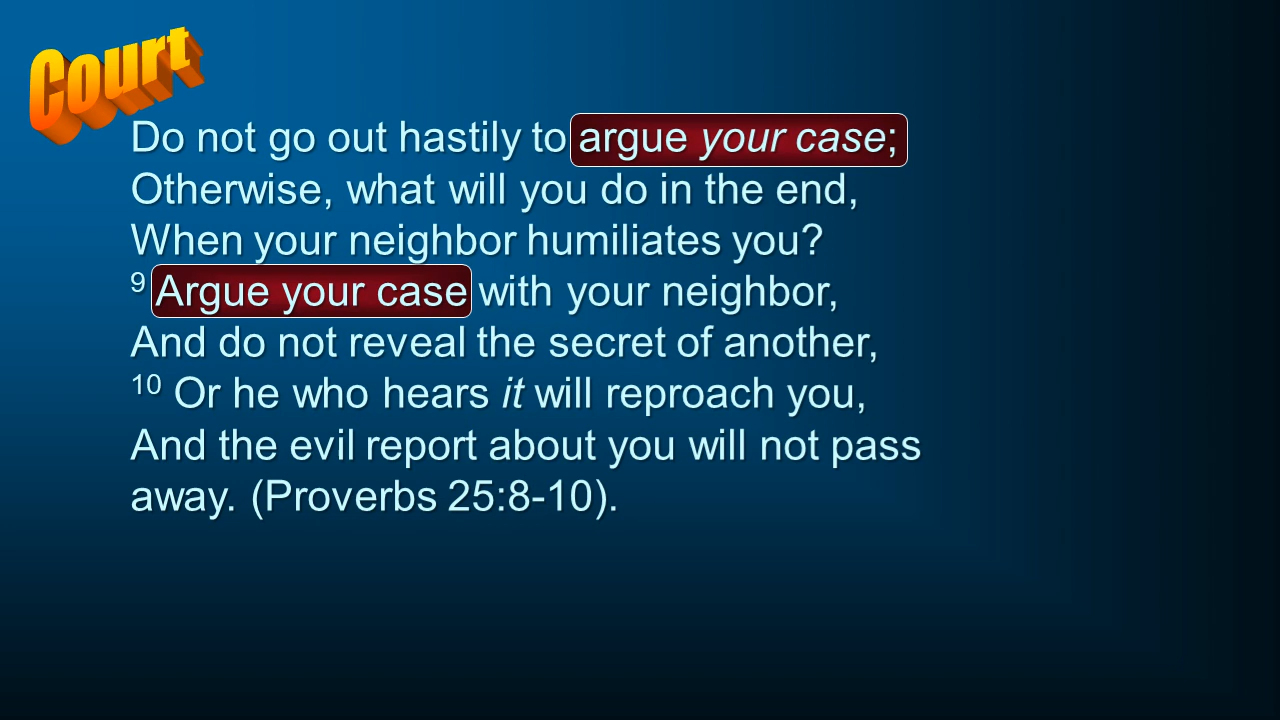 Court
Do not go out hastily to argue your case;
Otherwise, what will you do in the end,
When your neighbor humiliates you?
9 Argue your case with your neighbor,
And do not reveal the secret of another,
10 Or he who hears it will reproach you,
And the evil report about you will not pass
away. (Proverbs 25:8-10).